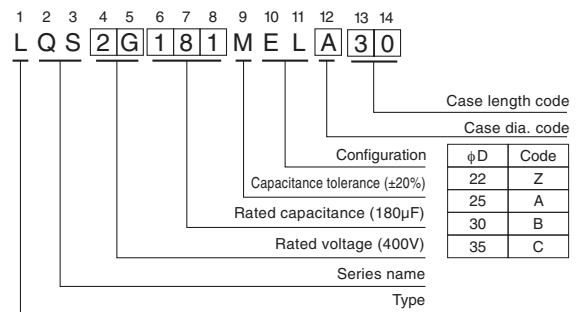 1 2 3 4 5 6 7 8 9 10 11 12 13 14
L Q S 2 G 1 8 1 M E L A 3 0
Case length code
Case dia. code
Configuration
Capacitance tolerance (±20%)
Rated capacitance (180µF)
Rated voltage (400V)
Series name
Type
ϕD Code
22 Z
25 A
30 B
35 C